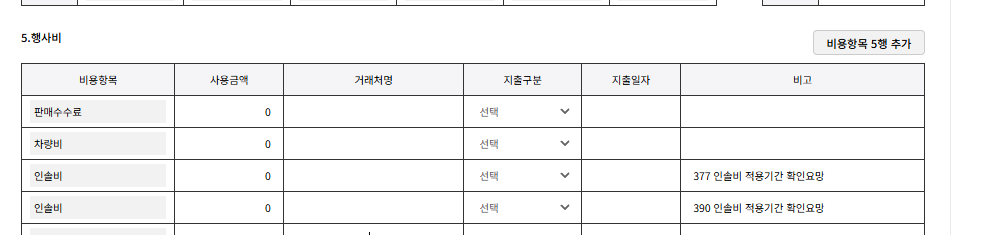 5.행사비
비용항목 5행 추가
비용항목 사용금액 거래처명 지출구분 지출일자 비고
판매수수료 0 선택
차량비 0 선택
인솔비 0 선택 377 인솔비 적용기간 확인요망
인솔비 0 선택 390 인솔비 적용기간 확인요망